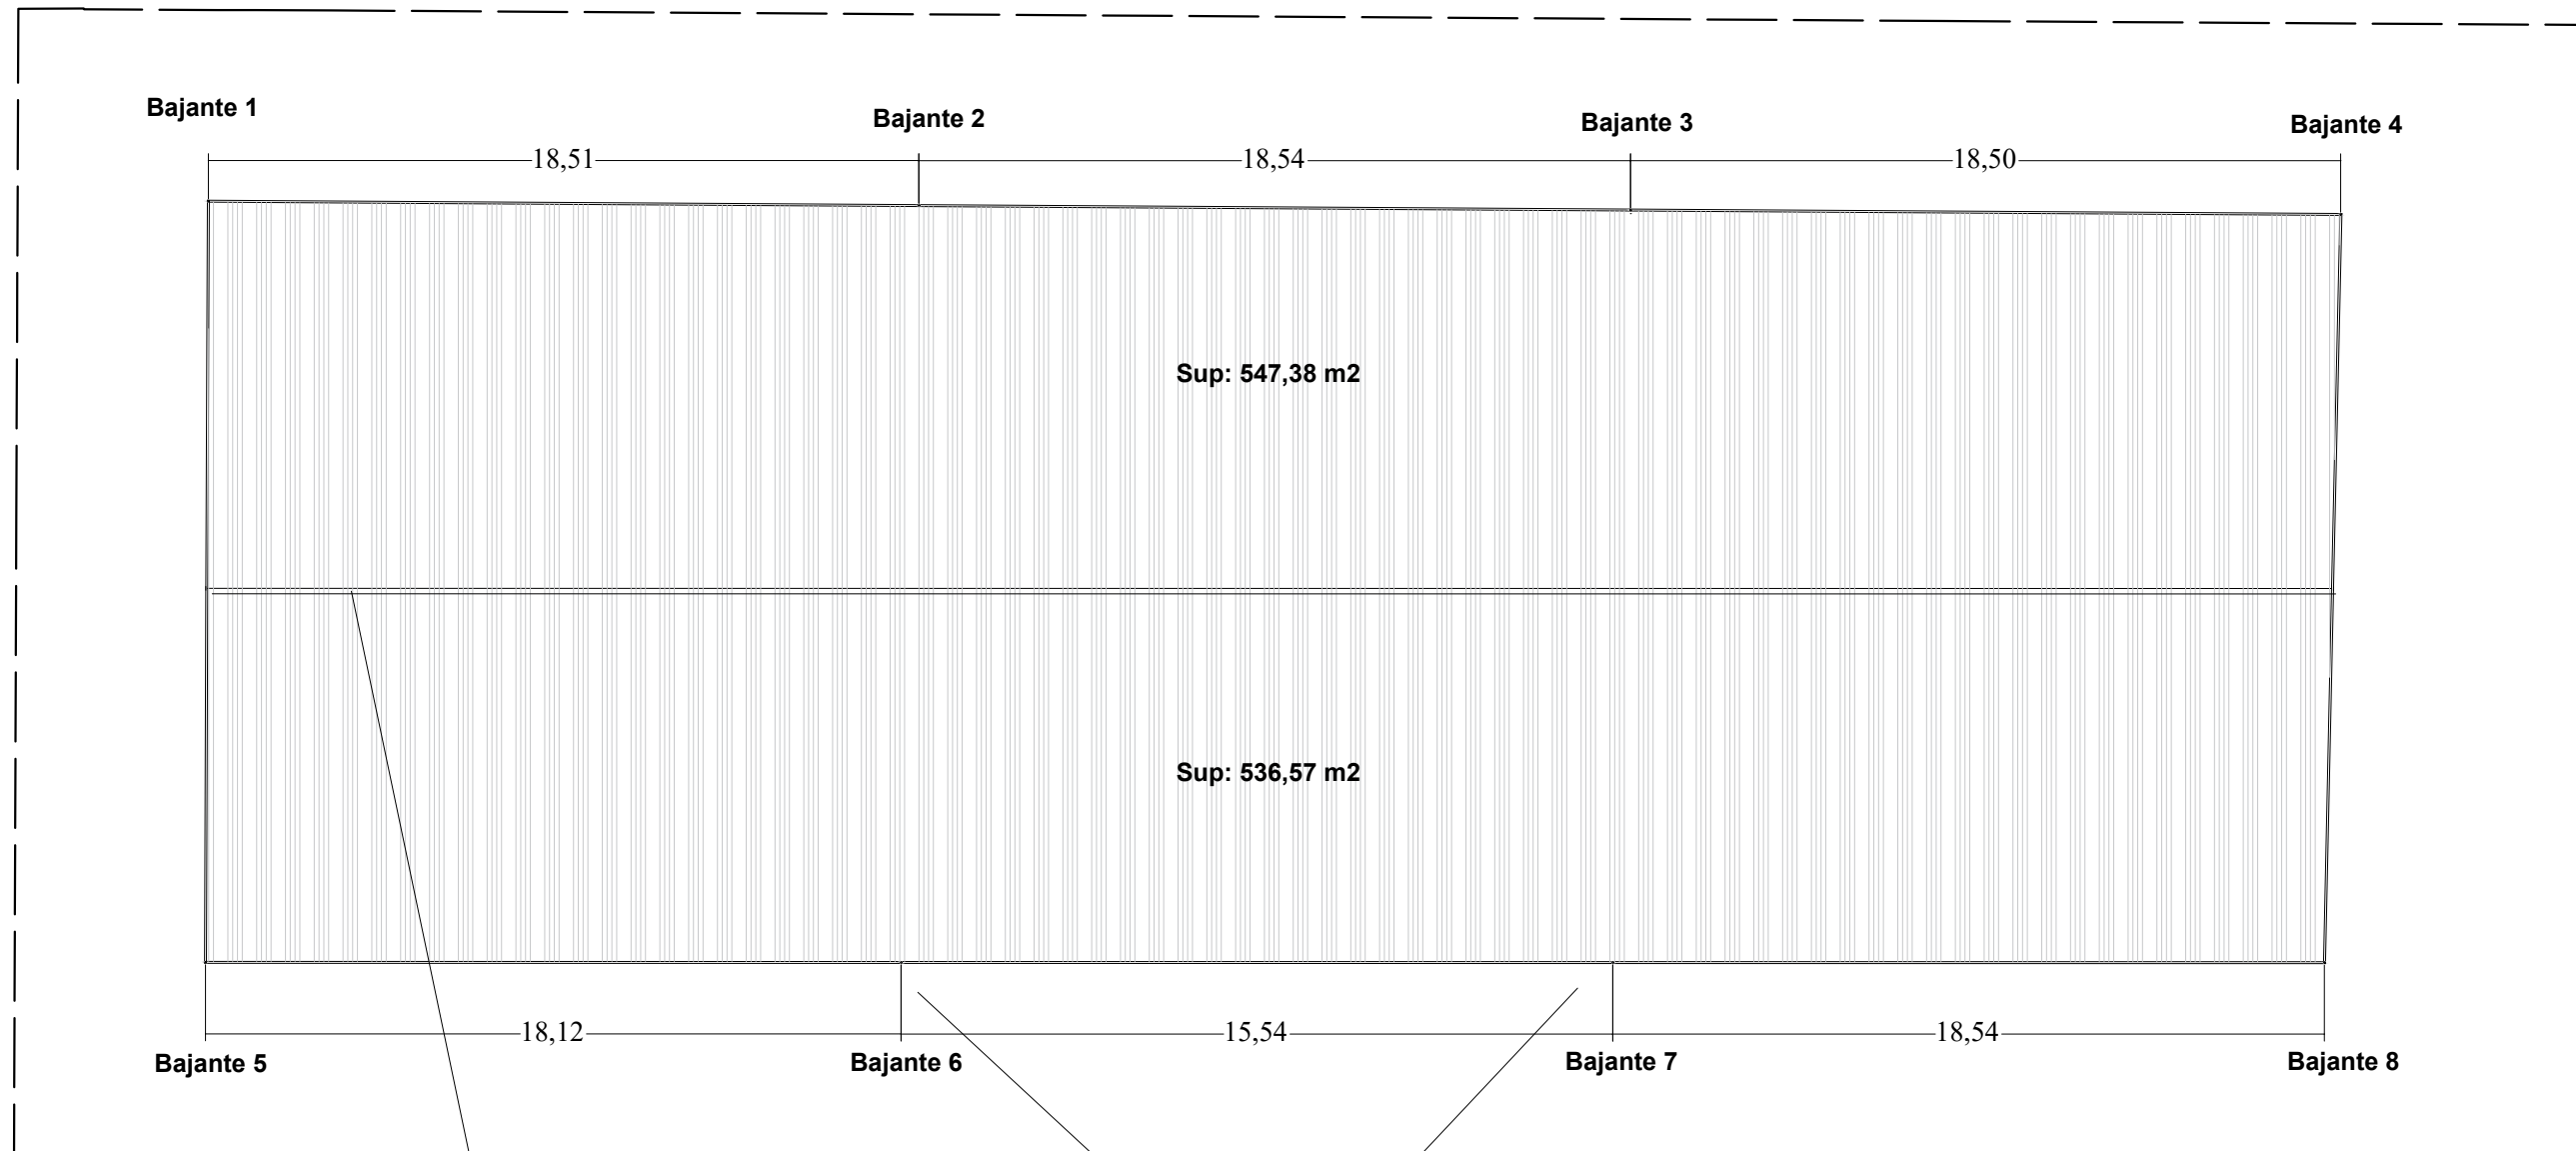 Bajante 1
Bajante 2
Bajante 3
Bajante 4
18,51
18,54
18,50
Sup: 547,38 m2
Sup: 536,57 m2
18,12
15,54
18,54
Bajante 5
Bajante 6
Bajante 7
Bajante 8